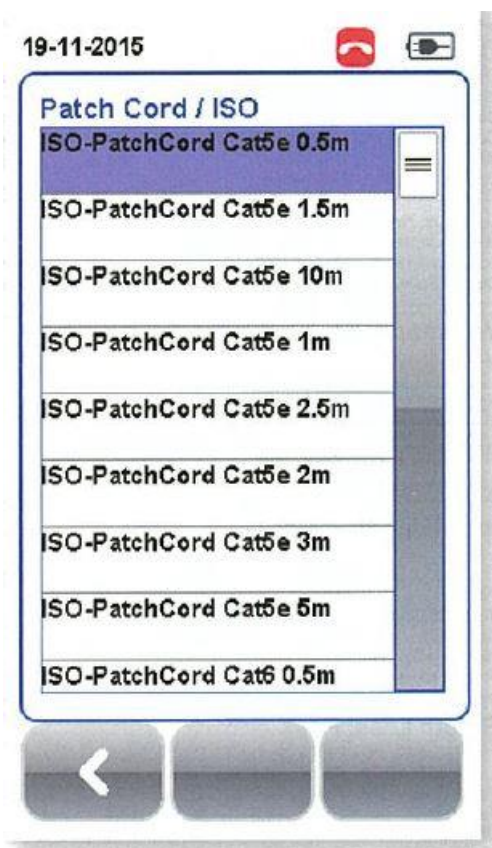 19-11-2015
Patch Cord / ISO
ISO-PatchCord Cat5e 0.5m
ISO-PatchCord Cat5e 1.5m
ISO-PatchCord Cat5e 10m
ISO-PatchCord Cat5e 1m
ISO-PatchCord Cat5e 2.5m
ISO-PatchCord Cat5e 2m
ISO-PatchCord Cat5e 3m
ISO-PatchCord Cat5e 5m
ISO-PatchCord Cat6 0.5m